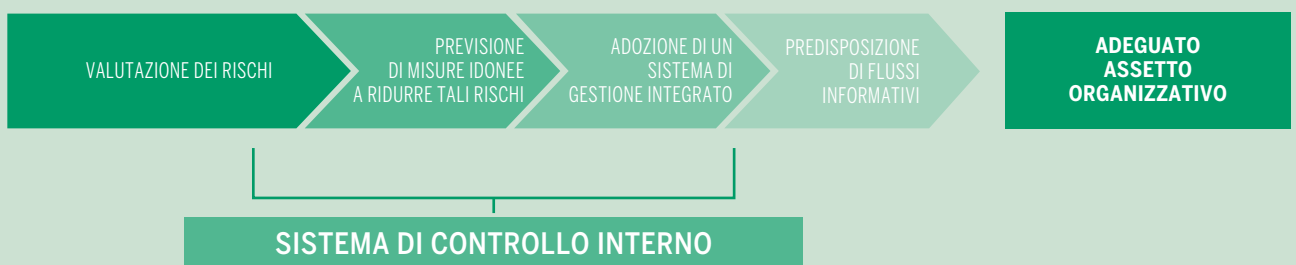 VALUTAZIONE DEI RISCHI
PREVISIONE
DI MISURE IDONEE
A RIDURRE TALI RISCHI
ADOZIONE DI UN
SISTEMA DI
GESTIONE INTEGRATO
PREDISPOSIZIONE
DI FLUSSI
INFORMATIVI
ADEGUATO
ASSETTO
ORGANIZZATIVO
SISTEMA DI CONTROLLO INTERNO